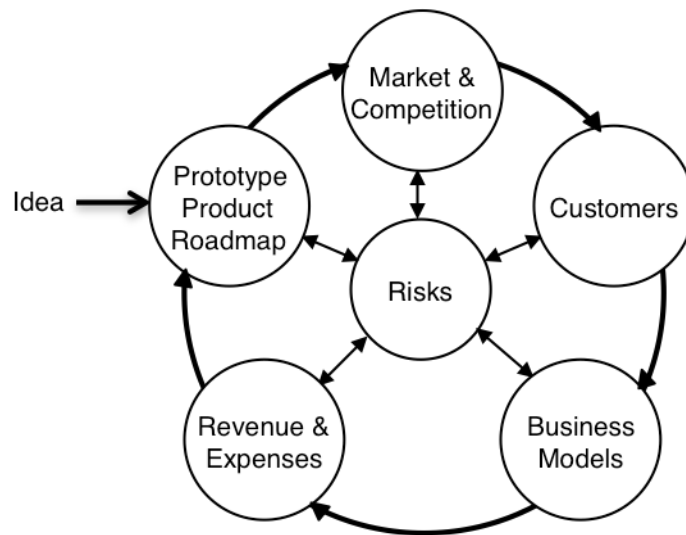 Market &
Competition
Idea
Prototype
Product
Roadmap
Customers
Risks
Revenue &
Expenses
Business
Models